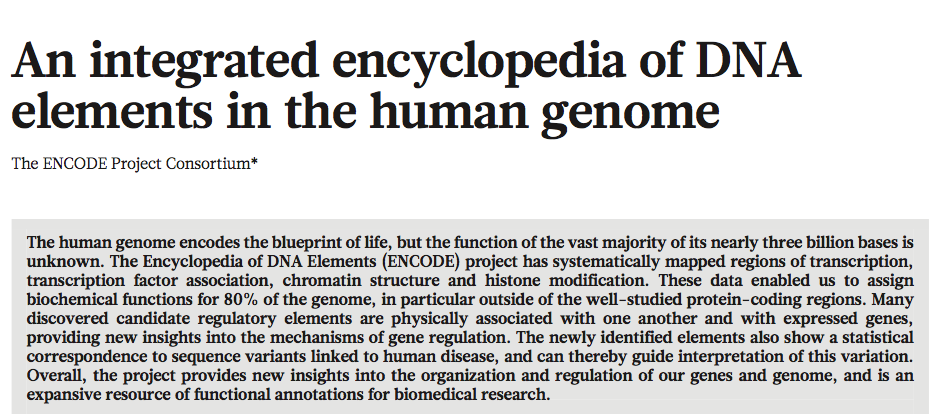 An integrated encyclopedia of DNA
elements in the human genome
The ENCODE Project Consortium*
The human genome encodes the blueprint of life, but the function of the vast majority of its nearly three billion bases is
unknown. The Encyclopedia of DNA Elements (ENCODE) project has systematically mapped regions of transcription,
transcription factor association, chromatin structure and histone modification. These data enabled us to assign
biochemical functions for 80% of the genome, in particular outside of the well-studied protein-coding regions. Many
discovered candidate regulatory elements are physically associated with one another and with expressed genes,
providing new insights into the mechanisms of gene regulation. The newly identified elements also show a statistical
correspondence to sequence variants linked to human disease, and can thereby guide interpretation of this variation.
Overall, the project provides new insights into the organization and regulation of our genes and genome, and is an
expansive resource of functional annotations for biomedical research.